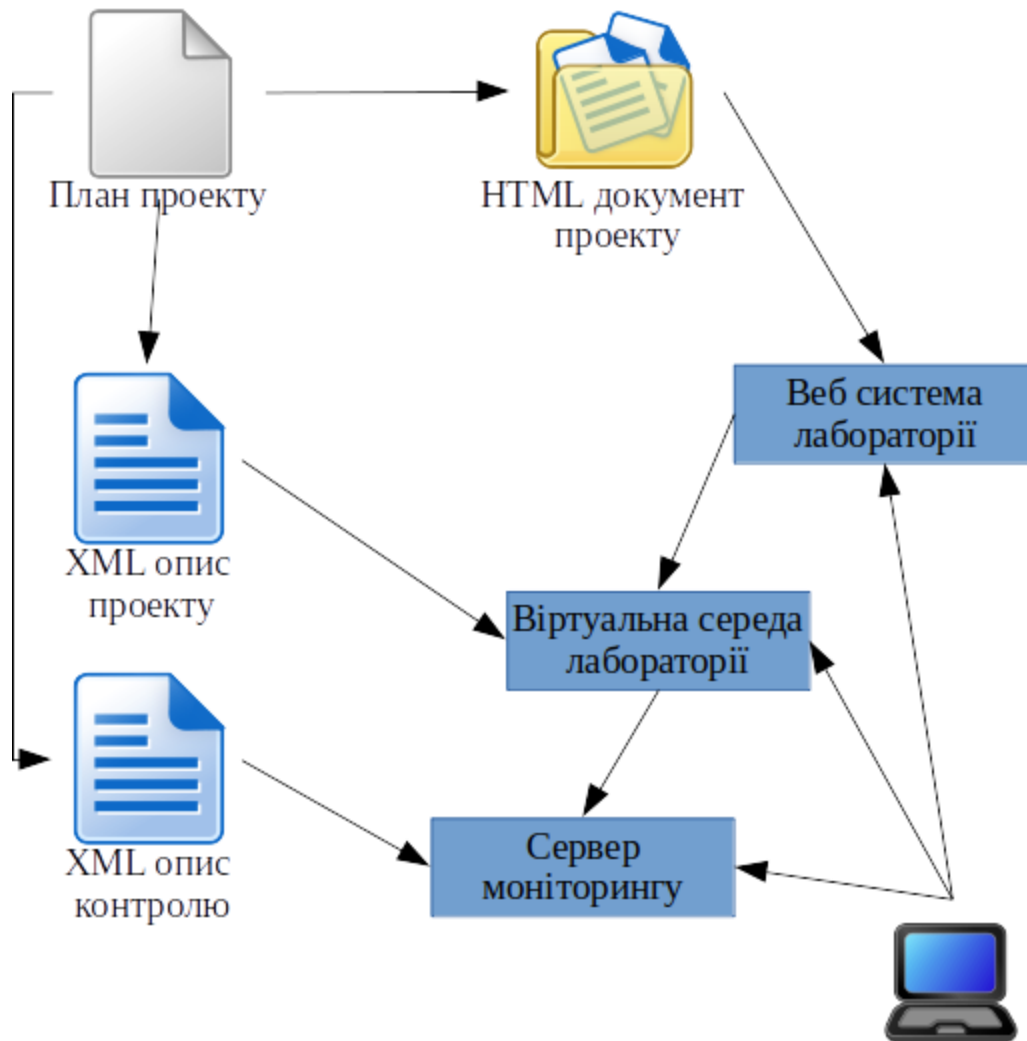 План проекту
HTML документ
проекту
Веб система
лабораторії
XML опис
проекту
Віртуальна середа
лабораторії
XML опис
контролю
Сервер
моніторингу